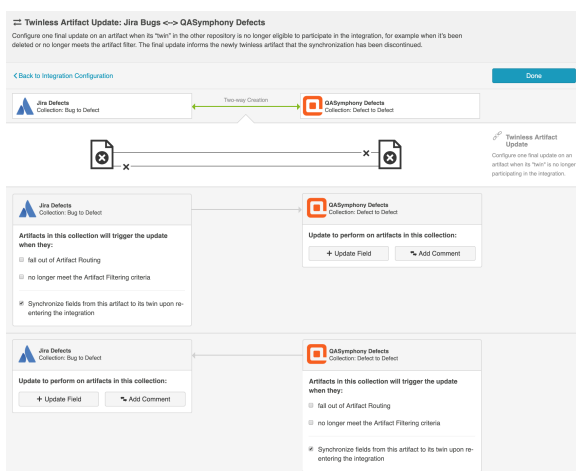 Twinless Artifact Update: Jira Bugs <--> QASymphony Defects
Configure one final update on an artifact when its "twin" in the other repository is no longer eligible to participate in the integration, for example when it's been
deleted or no longer meets the artifact filter. The final update informs the newly twinless artifact that the synchronization has been discontinued.
Back to Integration Configuration
Done
Jira Defects
Collection: Bug to Defect
Two-way Creation
QASymphony Defects
Collection: Defect to Defect
Twinless Artifact
Update
Configure one final update on an
artifact when its "twin" is no longer
participating in the integration.
Jira Defects
Collection: Bug to Defect
Artifacts in this collection will trigger the update
when they:
fall out of Artifact Routing
no longer meet the Artifact Filtering criteria
Synchronize fields from this artifact to its twin upon re-
entering the integration
QASymphony Defects
Collection: Defect to Defect
Update to perform on artifacts in this collection:
+ Update Field
Add Comment
Jira Defects
Collection: Bug to Defect
Update to perform on artifacts in this collection:
+ Update Field
Add Comment
QASymphony Defects
Collection: Defect to Defect
Artifacts in this collection will trigger the update
when they:
fall out of Artifact Routing
no longer meet the Artifact Filtering criteria
Synchronize fields from this artifact to its twin upon re-
entering the integration